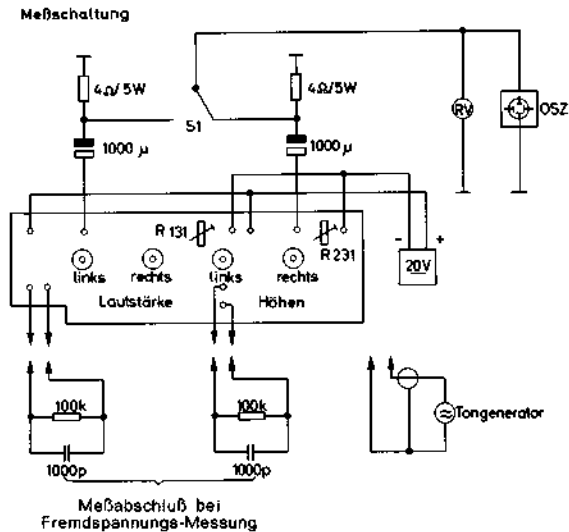 Meßschaltung
4Ω/5W
4Ω/5W
S1
RV
OSZ
1000 µ
1000 µ
R 131
R 231
- +
20V
links
rechts
links
rechts
Lautstärke
Höhen
100k
100k
1000p
1000p
Tongenerator
Meßabschluß bei
Fremdspannungs-Messung